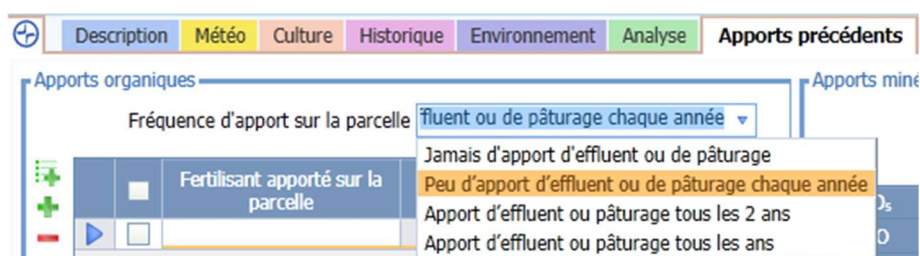 Description Météo Culture Historique Environnement Analyse Apports précédents
Apports organiques
Fréquence d'apport sur la parcelle fluent ou de pâturage chaque année
Jamais d'apport d'effluent ou de pâturage
Peu d'apport d'effluent ou de pâturage chaque année
Apport d'effluent ou pâturage tous les 2 ans
Apport d'effluent ou pâturage tous les ans
Fertilisant apporté sur la
parcelle
Apports